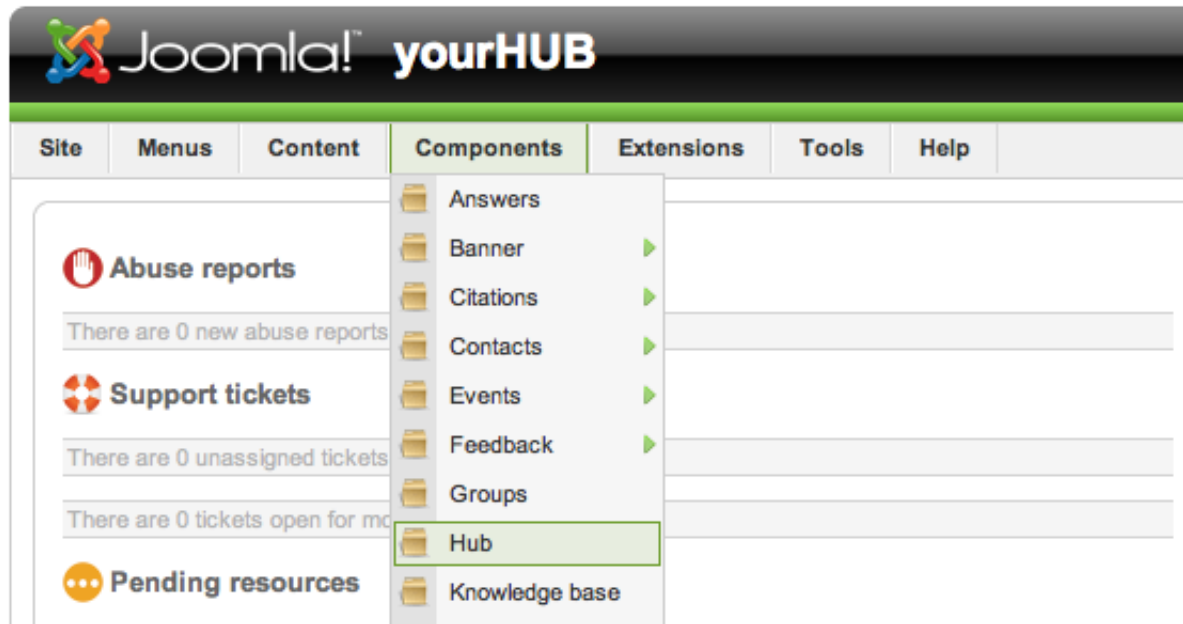 Joomla!™ yourHUB
Site Menus Content Components Extensions Tools Help
Answers
Banner
Citations
Contacts
Events
Feedback
Groups
Hub
Knowledge base
Abuse reports
There are 0 new abuse reports
Support tickets
There are 0 unassigned tickets
There are 0 tickets open for
Pending resources